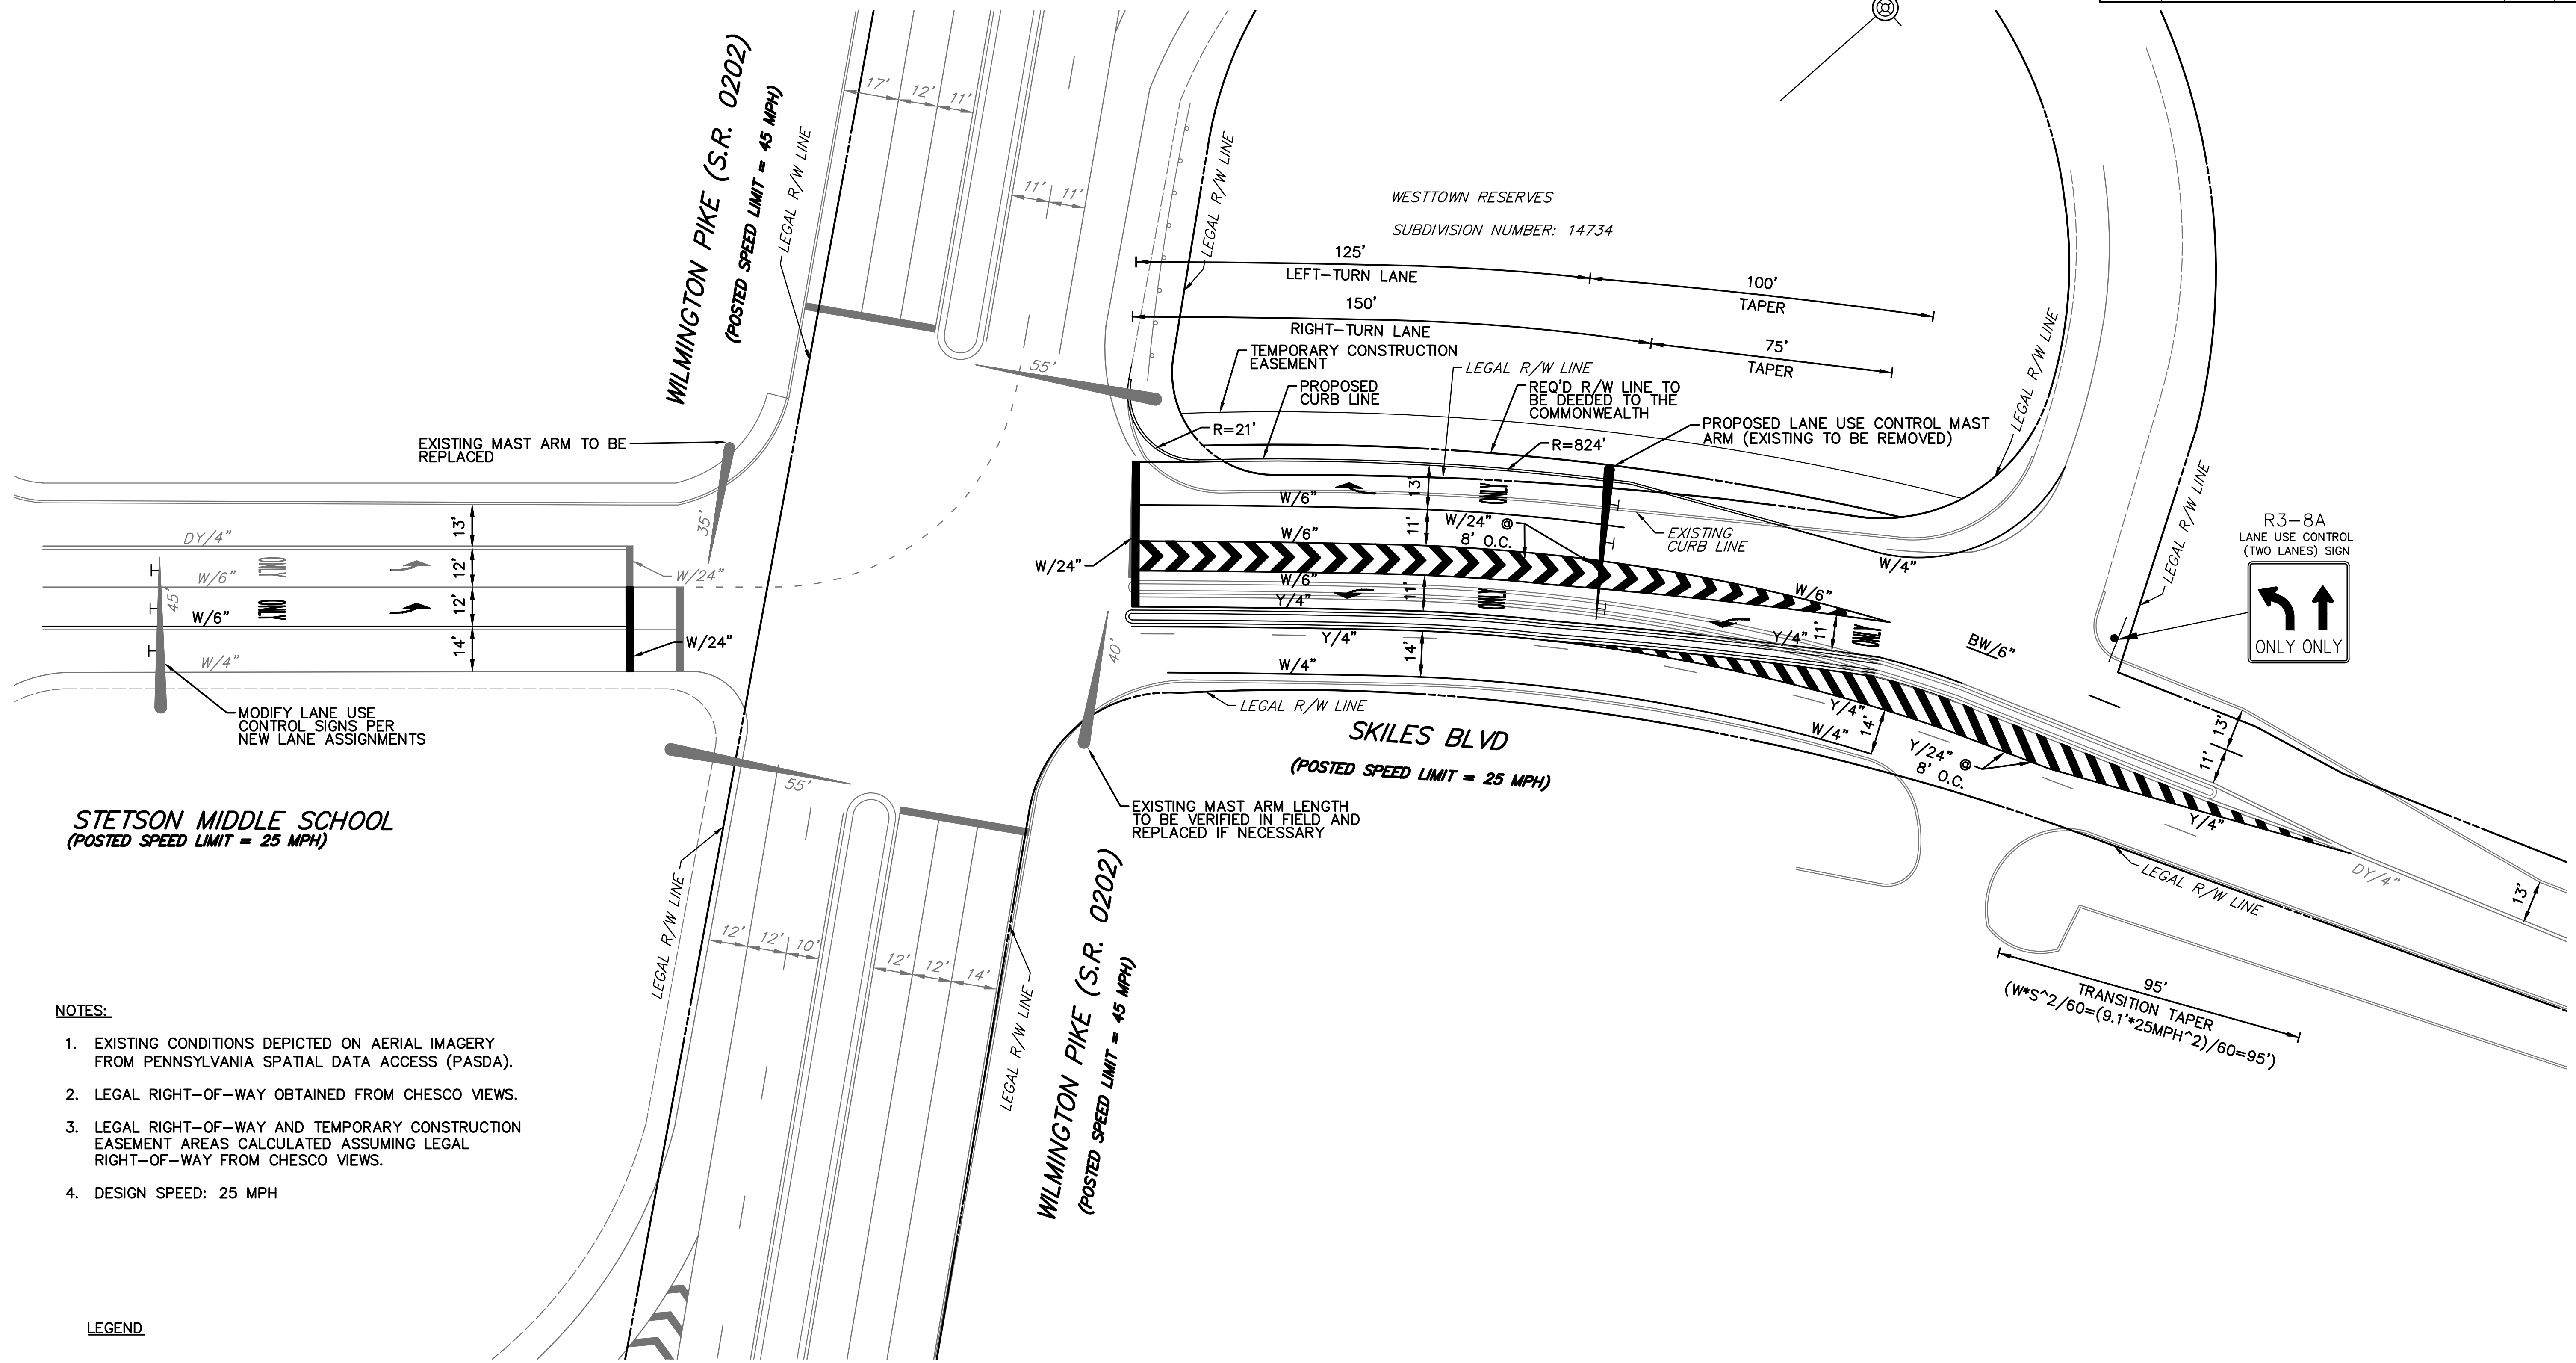 WILMINGTON PIKE (S.R. 0202)
(POSTED SPEED LIMIT = 45 MPH)
LEGAL R/W LINE
17'
12'
11'
11'
11'
LEGAL R/W LINE
WESTTOWN RESERVES
SUBDIVISION NUMBER: 14734
125'
LEFT-TURN LANE
100'
TAPER
150'
RIGHT-TURN LANE
75'
TAPER
TEMPORARY CONSTRUCTION
EASEMENT
LEGAL R/W LINE
PROPOSED
CURB LINE
REQ'D R/W LINE TO
BE DEEDED TO THE
COMMONWEALTH
PROPOSED LANE USE CONTROL MAST
ARM (EXISTING TO BE REMOVED)
LEGAL R/W LINE
55'
R=21'
R=824'
EXISTING MAST ARM TO BE
REPLACED
35'
13'
DY/4"
ONLY
12'
W/6"
W/24"
45'
ONLY
12'
W/6"
14'
W/24"
W/4"
MODIFY LANE USE
CONTROL SIGNS PER
NEW LANE ASSIGNMENTS
W/6"
13'
ONLY
11'
W/24" @
8' O.C.
W/6"
EXISTING
CURB LINE
W/4"
W/24"
W/6"
Y/4"
11'
ONLY
W/6"
11'
ONLY
Y/4"
BW/6"
Y/4"
14'
W/4"
40'
LEGAL R/W LINE
Y/4"
14'
W/4"
Y/24" @
8' O.C.
13'
11'
Y/4"
DY/4"
13'
LEGAL R/W LINE
R3-8A
LANE USE CONTROL
(TWO LANES) SIGN
ONLY ONLY
LEGAL R/W LINE
SKILES BLVD
(POSTED SPEED LIMIT = 25 MPH)
EXISTING MAST ARM LENGTH
TO BE VERIFIED IN FIELD AND
REPLACED IF NECESSARY
55'
STETSON MIDDLE SCHOOL
(POSTED SPEED LIMIT = 25 MPH)
LEGAL R/W LINE
12'
12'
10'
12'
12'
14'
LEGAL R/W LINE
WILMINGTON PIKE (S.R. 0202)
(POSTED SPEED LIMIT = 45 MPH)
95'
TRANSITION TAPER
(W*S^2/60=(9.1'*25MPH^2)/60=95')
NOTES:
1. EXISTING CONDITIONS DEPICTED ON AERIAL IMAGERY
FROM PENNSYLVANIA SPATIAL DATA ACCESS (PASDA).
2. LEGAL RIGHT-OF-WAY OBTAINED FROM CHESCO VIEWS.
3. LEGAL RIGHT-OF-WAY AND TEMPORARY CONSTRUCTION
EASEMENT AREAS CALCULATED ASSUMING LEGAL
RIGHT-OF-WAY FROM CHESCO VIEWS.
4. DESIGN SPEED: 25 MPH
LEGEND